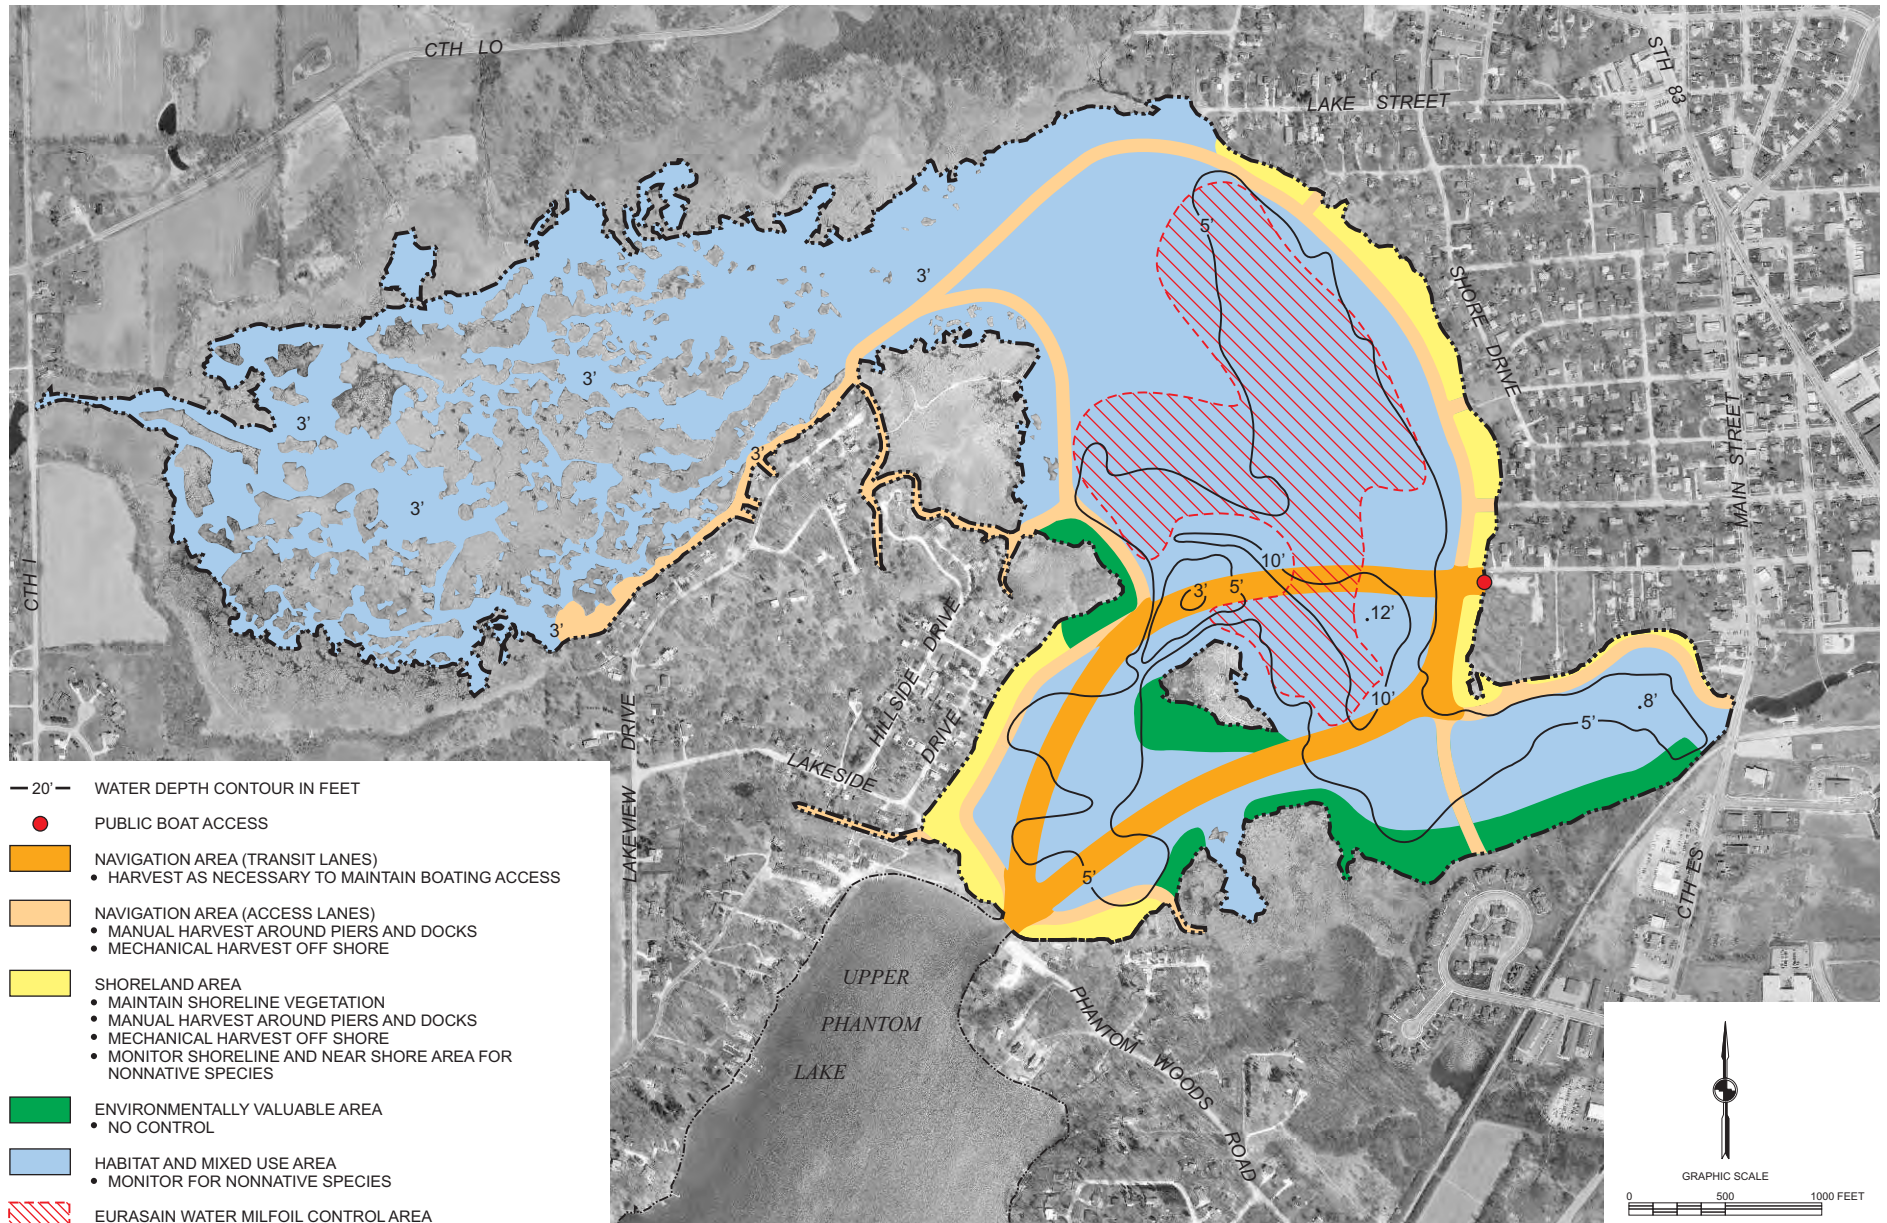 CTH LO
LAKE STREET
STH 83
5'
3'
SHORE DRIVE
3'
3'
3'
3'
MAIN STREET
CTH I
10'
3'
5'
12'
3'
HILLSIDE DRIVE
10'
8'
5'
LAKESIDE DRIVE
LAKEVIEW DRIVE
5'
CTH ES
UPPER
PHANTOM
LAKE
PHANTOM WOODS ROAD
20' WATER DEPTH CONTOUR IN FEET
PUBLIC BOAT ACCESS
NAVIGATION AREA (TRANSIT LANES)
• HARVEST AS NECESSARY TO MAINTAIN BOATING ACCESS
NAVIGATION AREA (ACCESS LANES)
• MANUAL HARVEST AROUND PIERS AND DOCKS
• MECHANICAL HARVEST OFF SHORE
SHORELAND AREA
• MAINTAIN SHORELINE VEGETATION
• MANUAL HARVEST AROUND PIERS AND DOCKS
• MECHANICAL HARVEST OFF SHORE
• MONITOR SHORELINE AND NEAR SHORE AREA FOR
NONNATIVE SPECIES
ENVIRONMENTALLY VALUABLE AREA
• NO CONTROL
HABITAT AND MIXED USE AREA
• MONITOR FOR NONNATIVE SPECIES
EURASAIN WATER MILFOIL CONTROL AREA
GRAPHIC SCALE
0 500 1000 FEET